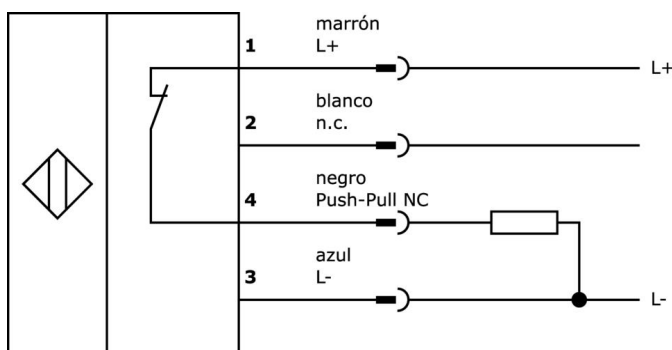 marrón
1 L+
L+
blanco
2 n.c.
negro
4 Push-Pull NC
azul
3 L-
L-